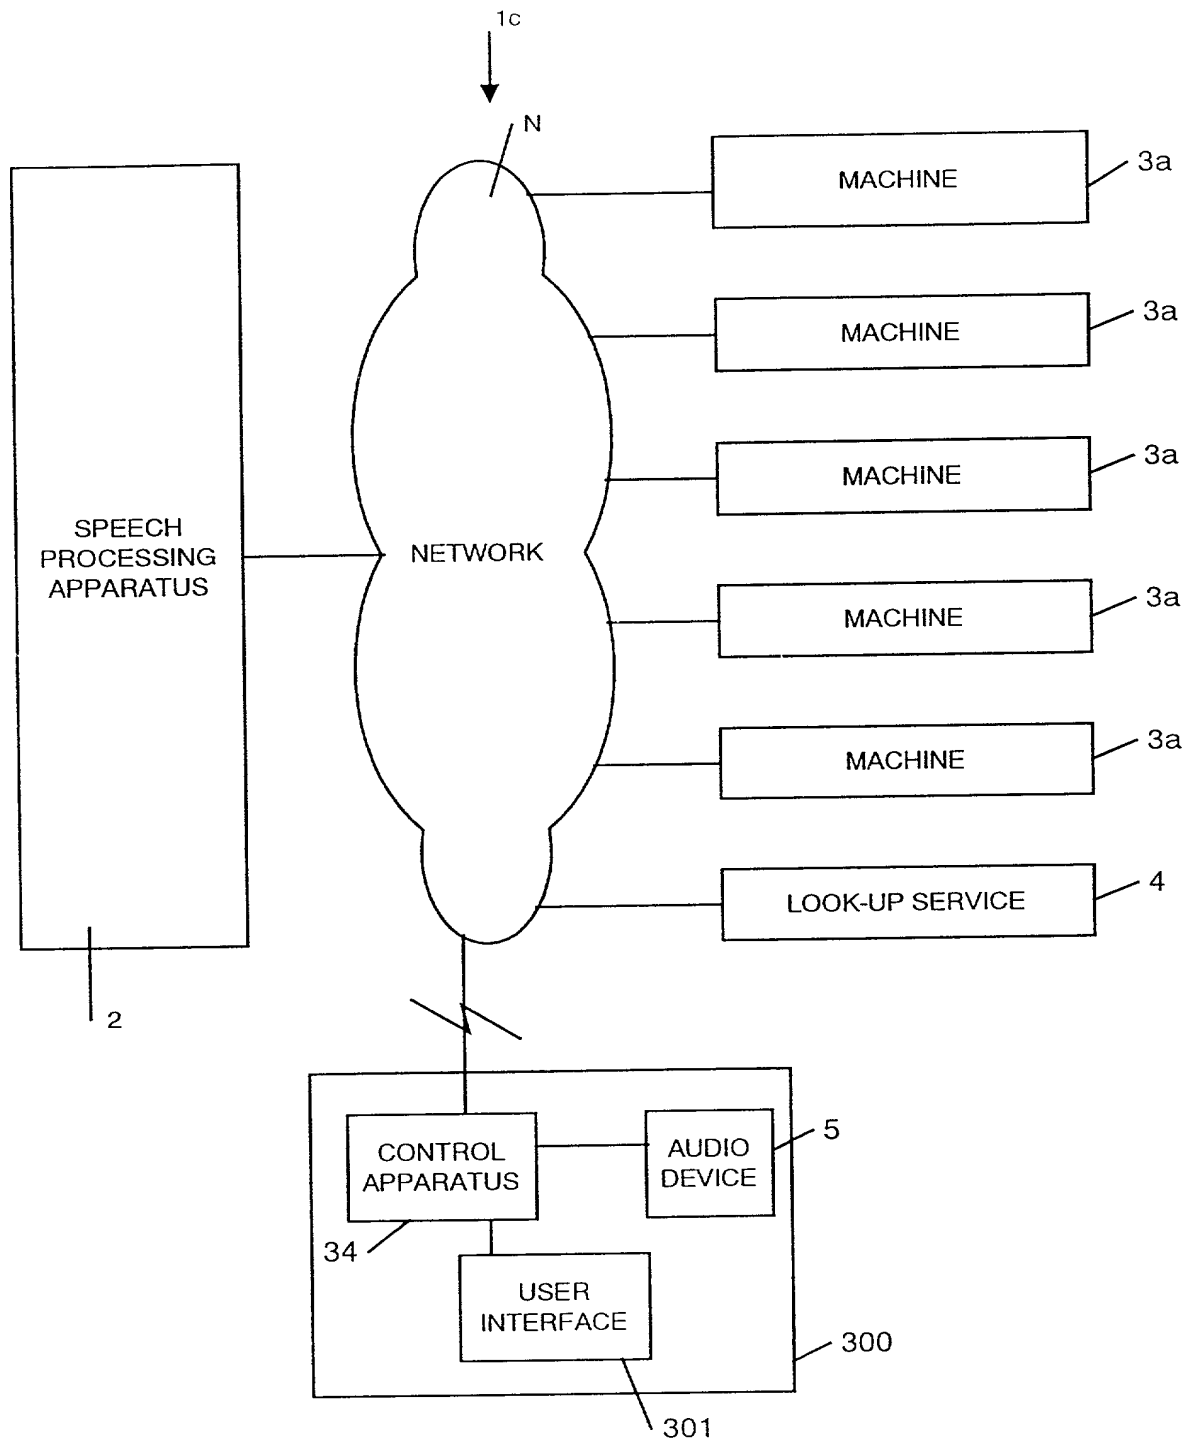 1c
N
MACHINE
3a
MACHINE
3a
MACHINE
3a
SPEECH
PROCESSING
APPARATUS
NETWORK
MACHINE
3a
MACHINE
3a
LOOK-UP SERVICE
4
2
CONTROL
APPARATUS
AUDIO
DEVICE
5
34
USER
INTERFACE
300
301